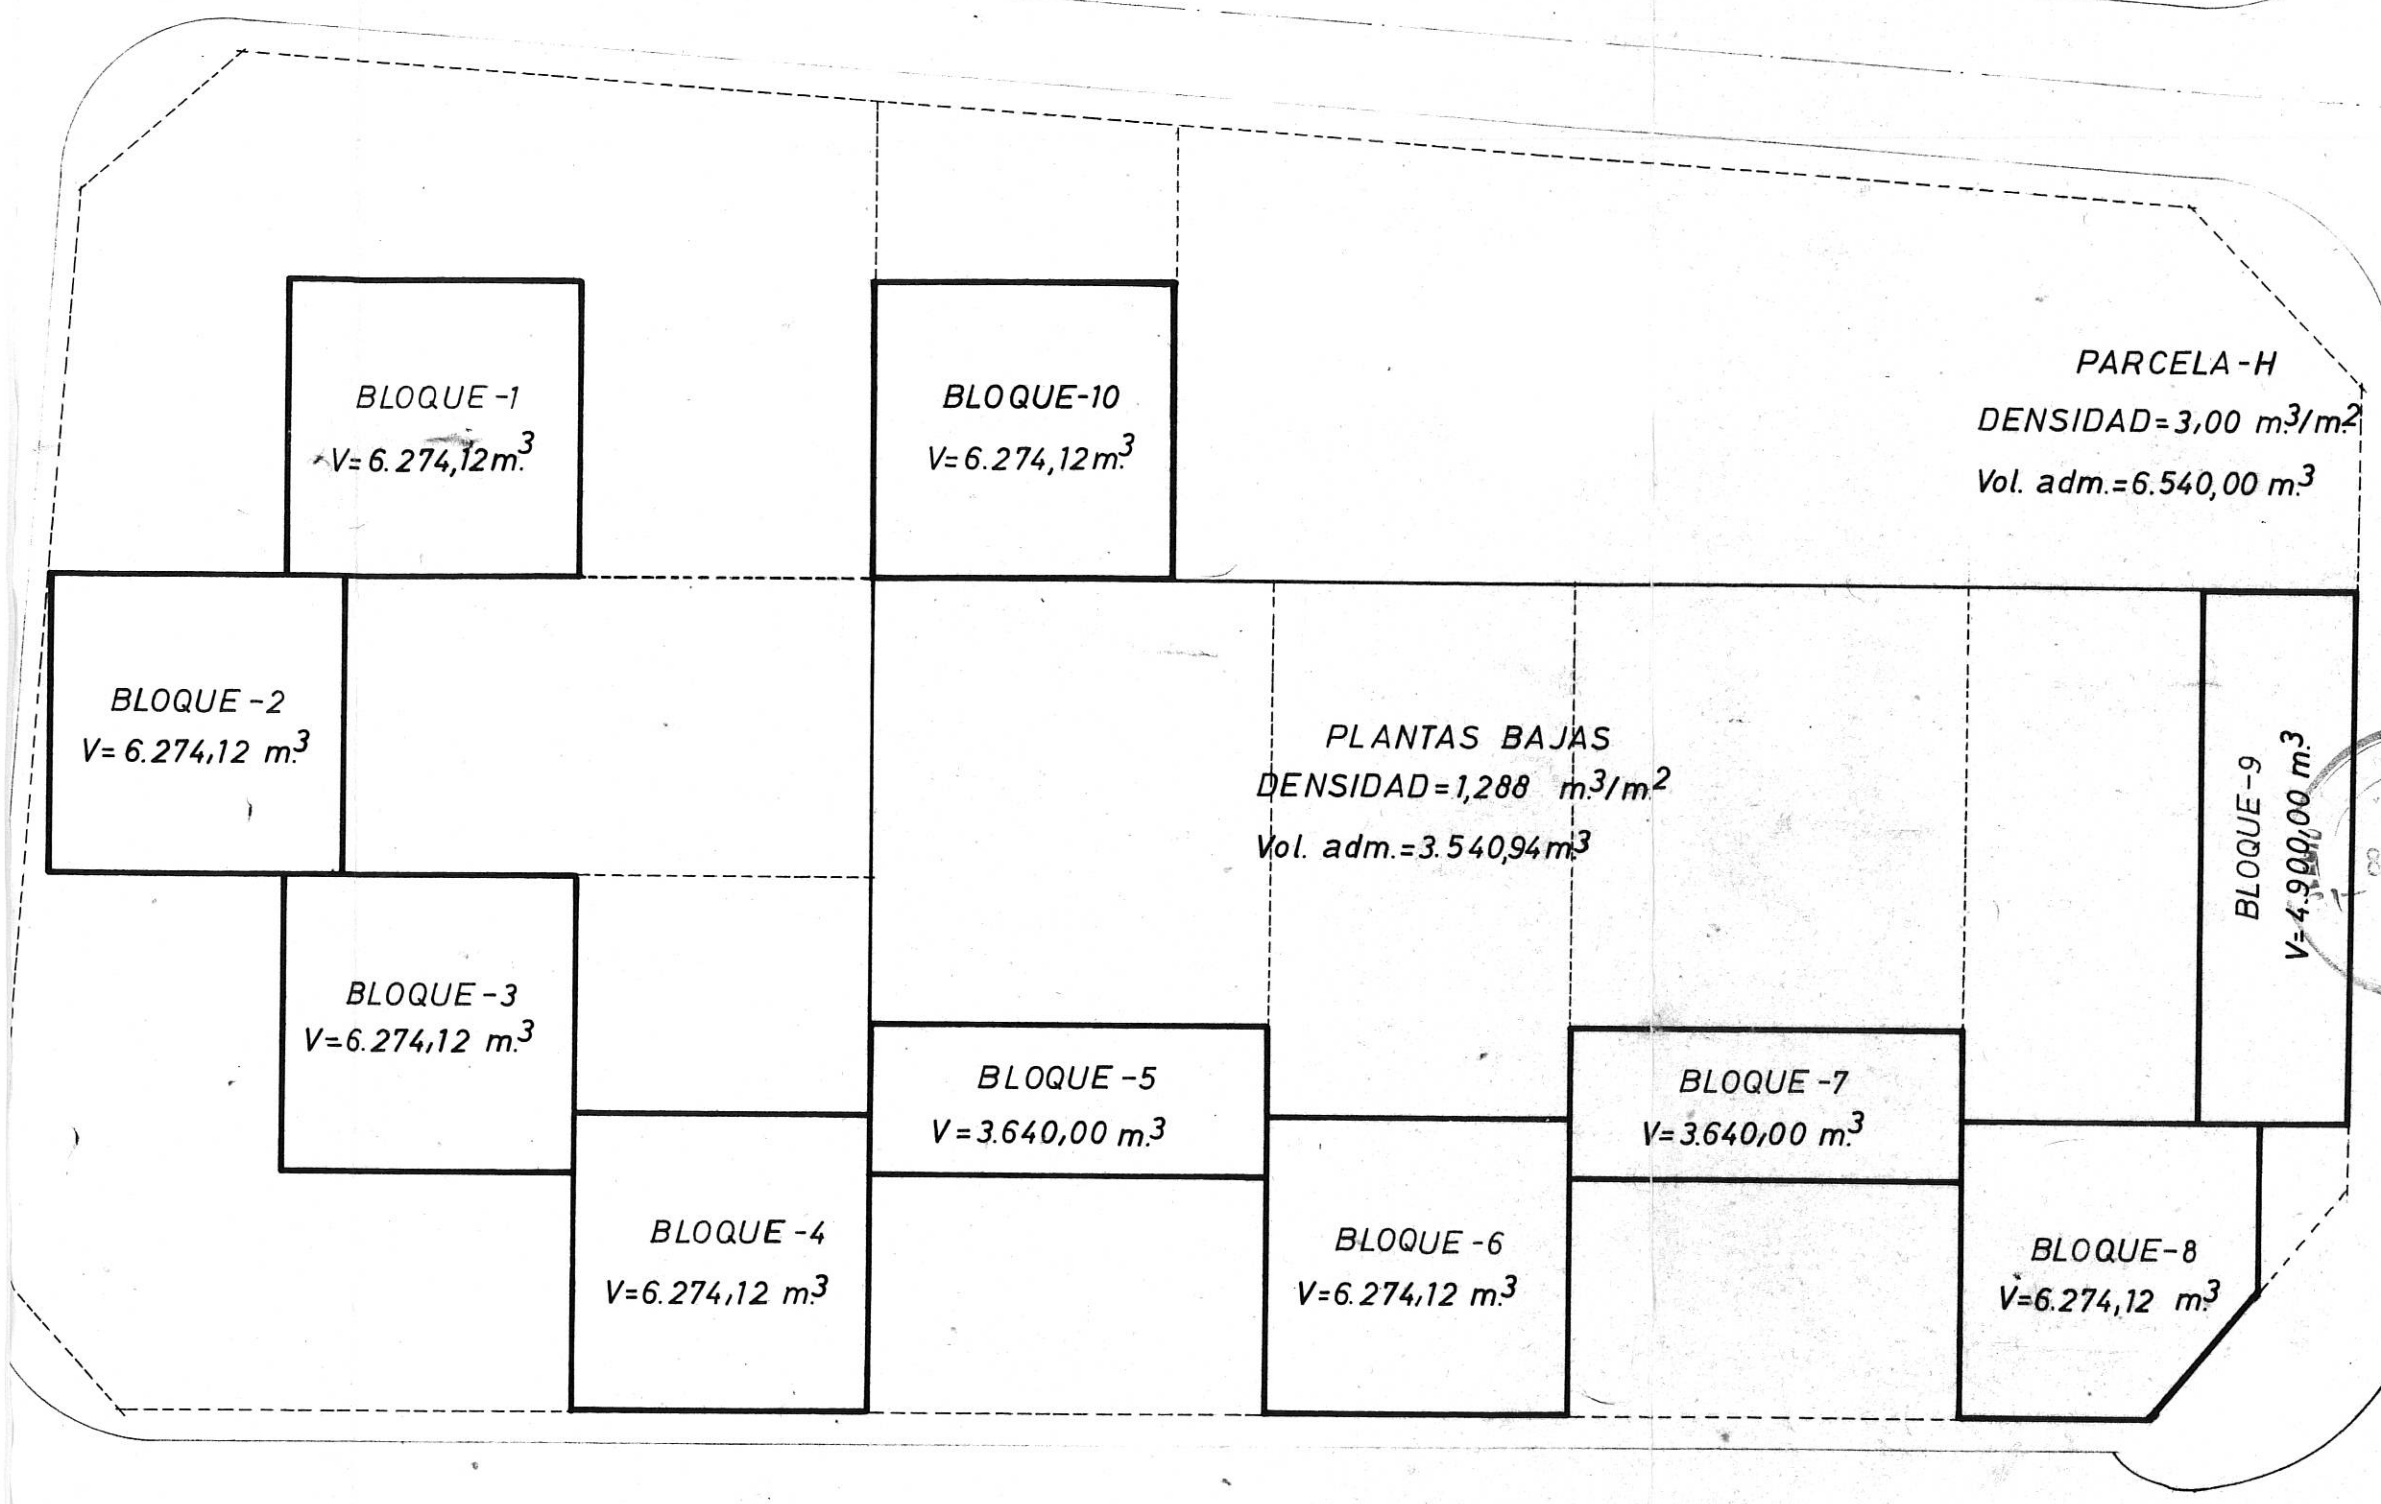 BLOQUE-1
V=6.274,12 m.³
BLOQUE-10
V=6.274,12 m.³
PARCELA-H
DENSIDAD=3,00 m.³/m.²
Vol. adm.=6.540,00 m.³
BLOQUE-2
V=6.274,12 m.³
PLANTAS BAJAS
DENSIDAD=1,288 m.³/m.²
Vol. adm.=3.540,94 m.³
BLOQUE-9
V=4.900,00 m.³
BLOQUE-3
V=6.274,12 m.³
BLOQUE-5
V=3.640,00 m.³
BLOQUE-7
V=3.640,00 m.³
BLOQUE-4
V=6.274,12 m.³
BLOQUE-6
V=6.274,12 m.³
BLOQUE-8
V=6.274,12 m.³